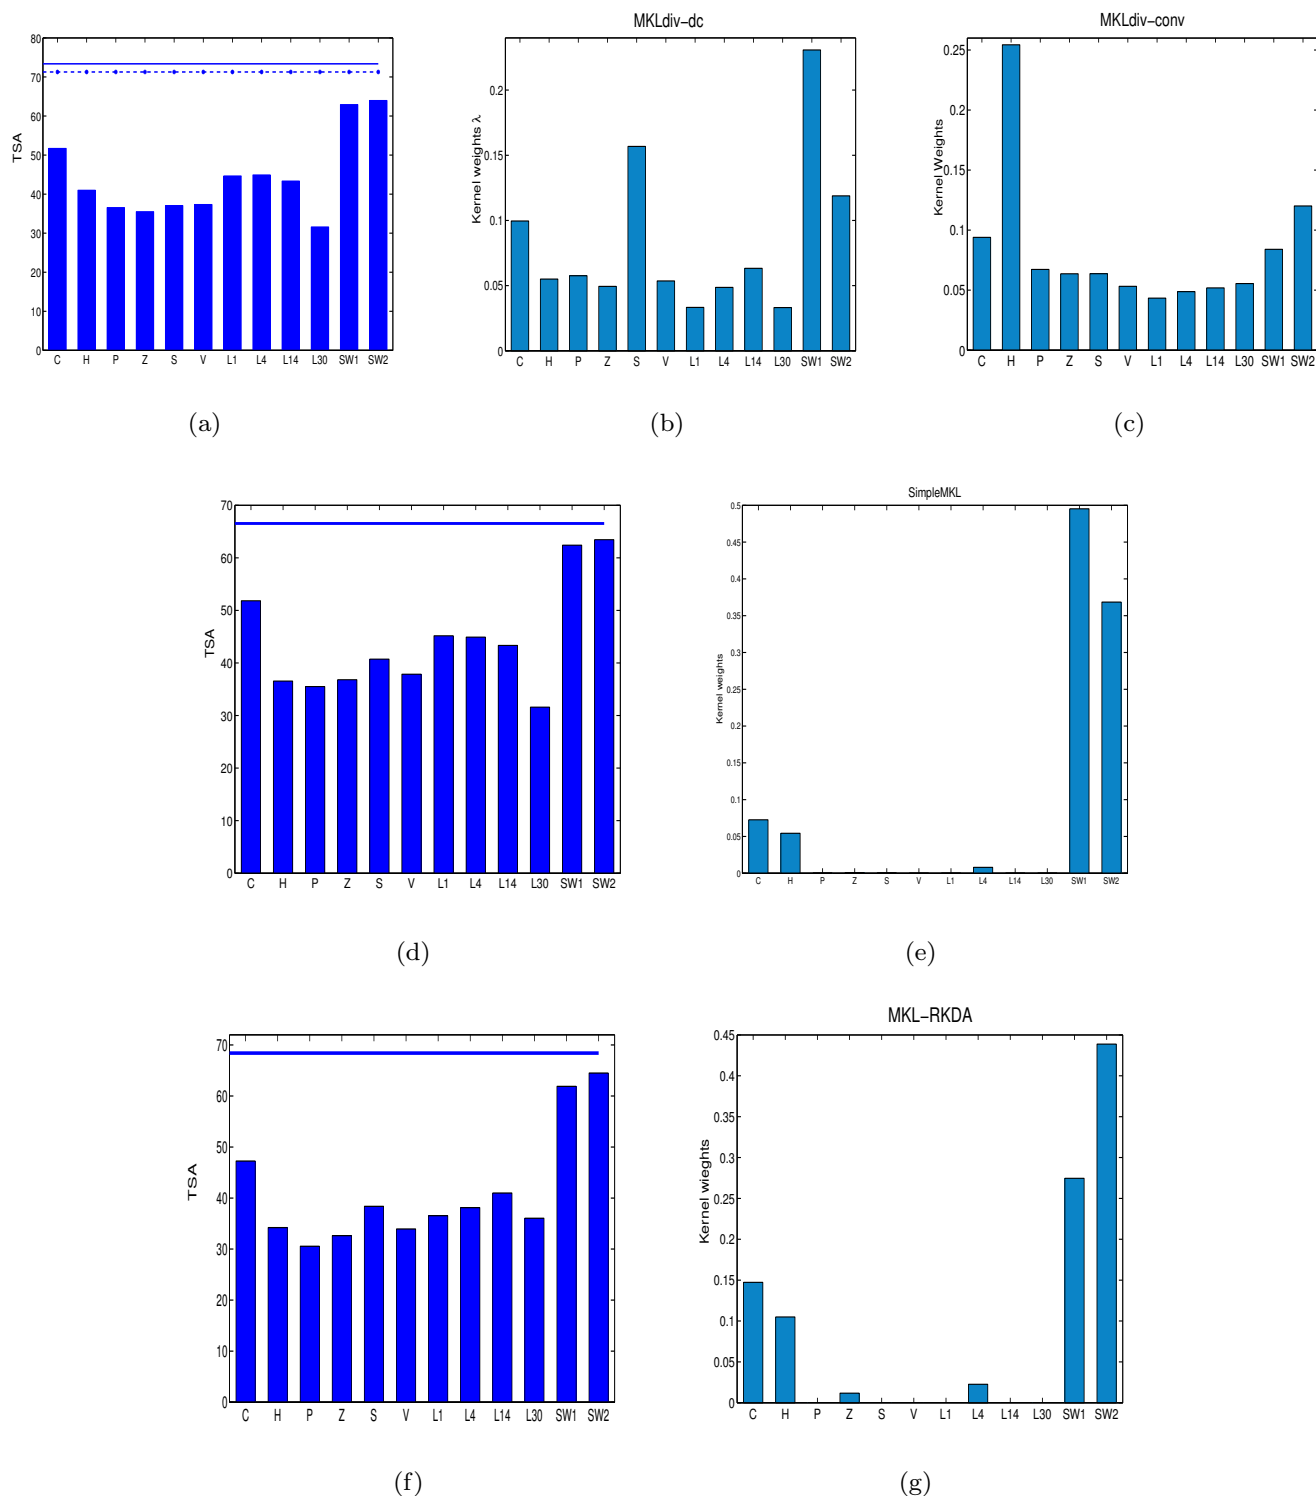 80
70
60
50
40
30
20
10
0
TSA
C H P Z S V L1 L4 L14 L30 SW1 SW2
(a)
MKLdiv-dc
0.2
0.15
0.1
0.05
0
Kernel weights λ
C H P Z S V L1 L4 L14 L30 SW1 SW2
(b)
MKLdiv-conv
0.25
0.2
0.15
0.1
0.05
0
Kernel Weights
C H P Z S V L1 L4 L14 L30 SW1 SW2
(c)
70
60
50
40
30
20
10
0
TSA
C H P Z S V L1 L4 L14 L30 SW1 SW2
(d)
SimpleMKL
0.5
0.45
0.4
0.35
0.3
0.25
0.2
0.15
0.1
0.05
0
Kernel weights
C H P Z S V L1 L4 L14 L30 SW1 SW2
(e)
70
60
50
40
30
20
10
0
TSA
C H P Z S V L1 L4 L14 L30 SW1 SW2
(f)
MKL-RKDA
0.45
0.4
0.35
0.3
0.25
0.2
0.15
0.1
0.05
0
Kernel wieghts
C H P Z S V L1 L4 L14 L30 SW1 SW2
(g)